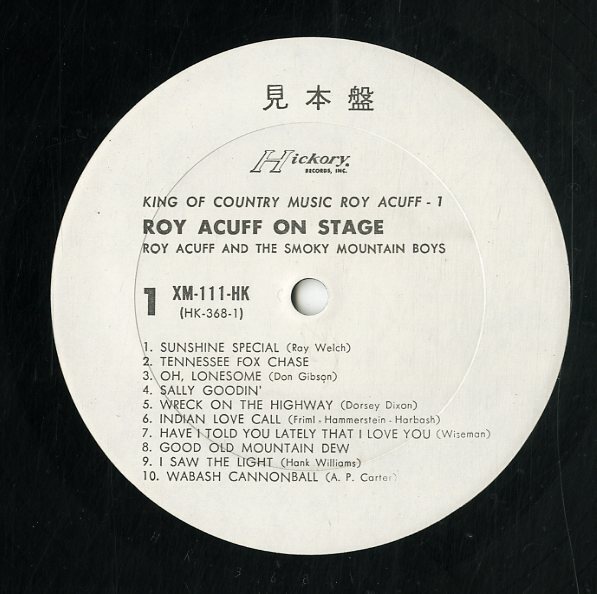 見本盤
Hickory
RECORDS, INC.
KING OF COUNTRY MUSIC ROY ACUFF - 1
ROY ACUFF ON STAGE
ROY ACUFF AND THE SMOKY MOUNTAIN BOYS
1 XM-111-HK
(HK-368-1)
1. SUNSHINE SPECIAL (Ray Welch)
2. TENNESSEE FOX CHASE
3. OH, LONESOME (Don Gibson)
4. SALLY GOODIN'
5. WRECK ON THE HIGHWAY (Dorsey Dixon)
6. INDIAN LOVE CALL (Friml - Hammerstein - Harbash)
7. HAVE I TOLD YOU LATELY THAT I LOVE YOU (Wiseman)
8. GOOD OLD MOUNTAIN DEW
9. I SAW THE LIGHT (Hank Williams)
10. WABASH CANNONBALL (A. P. Carter)